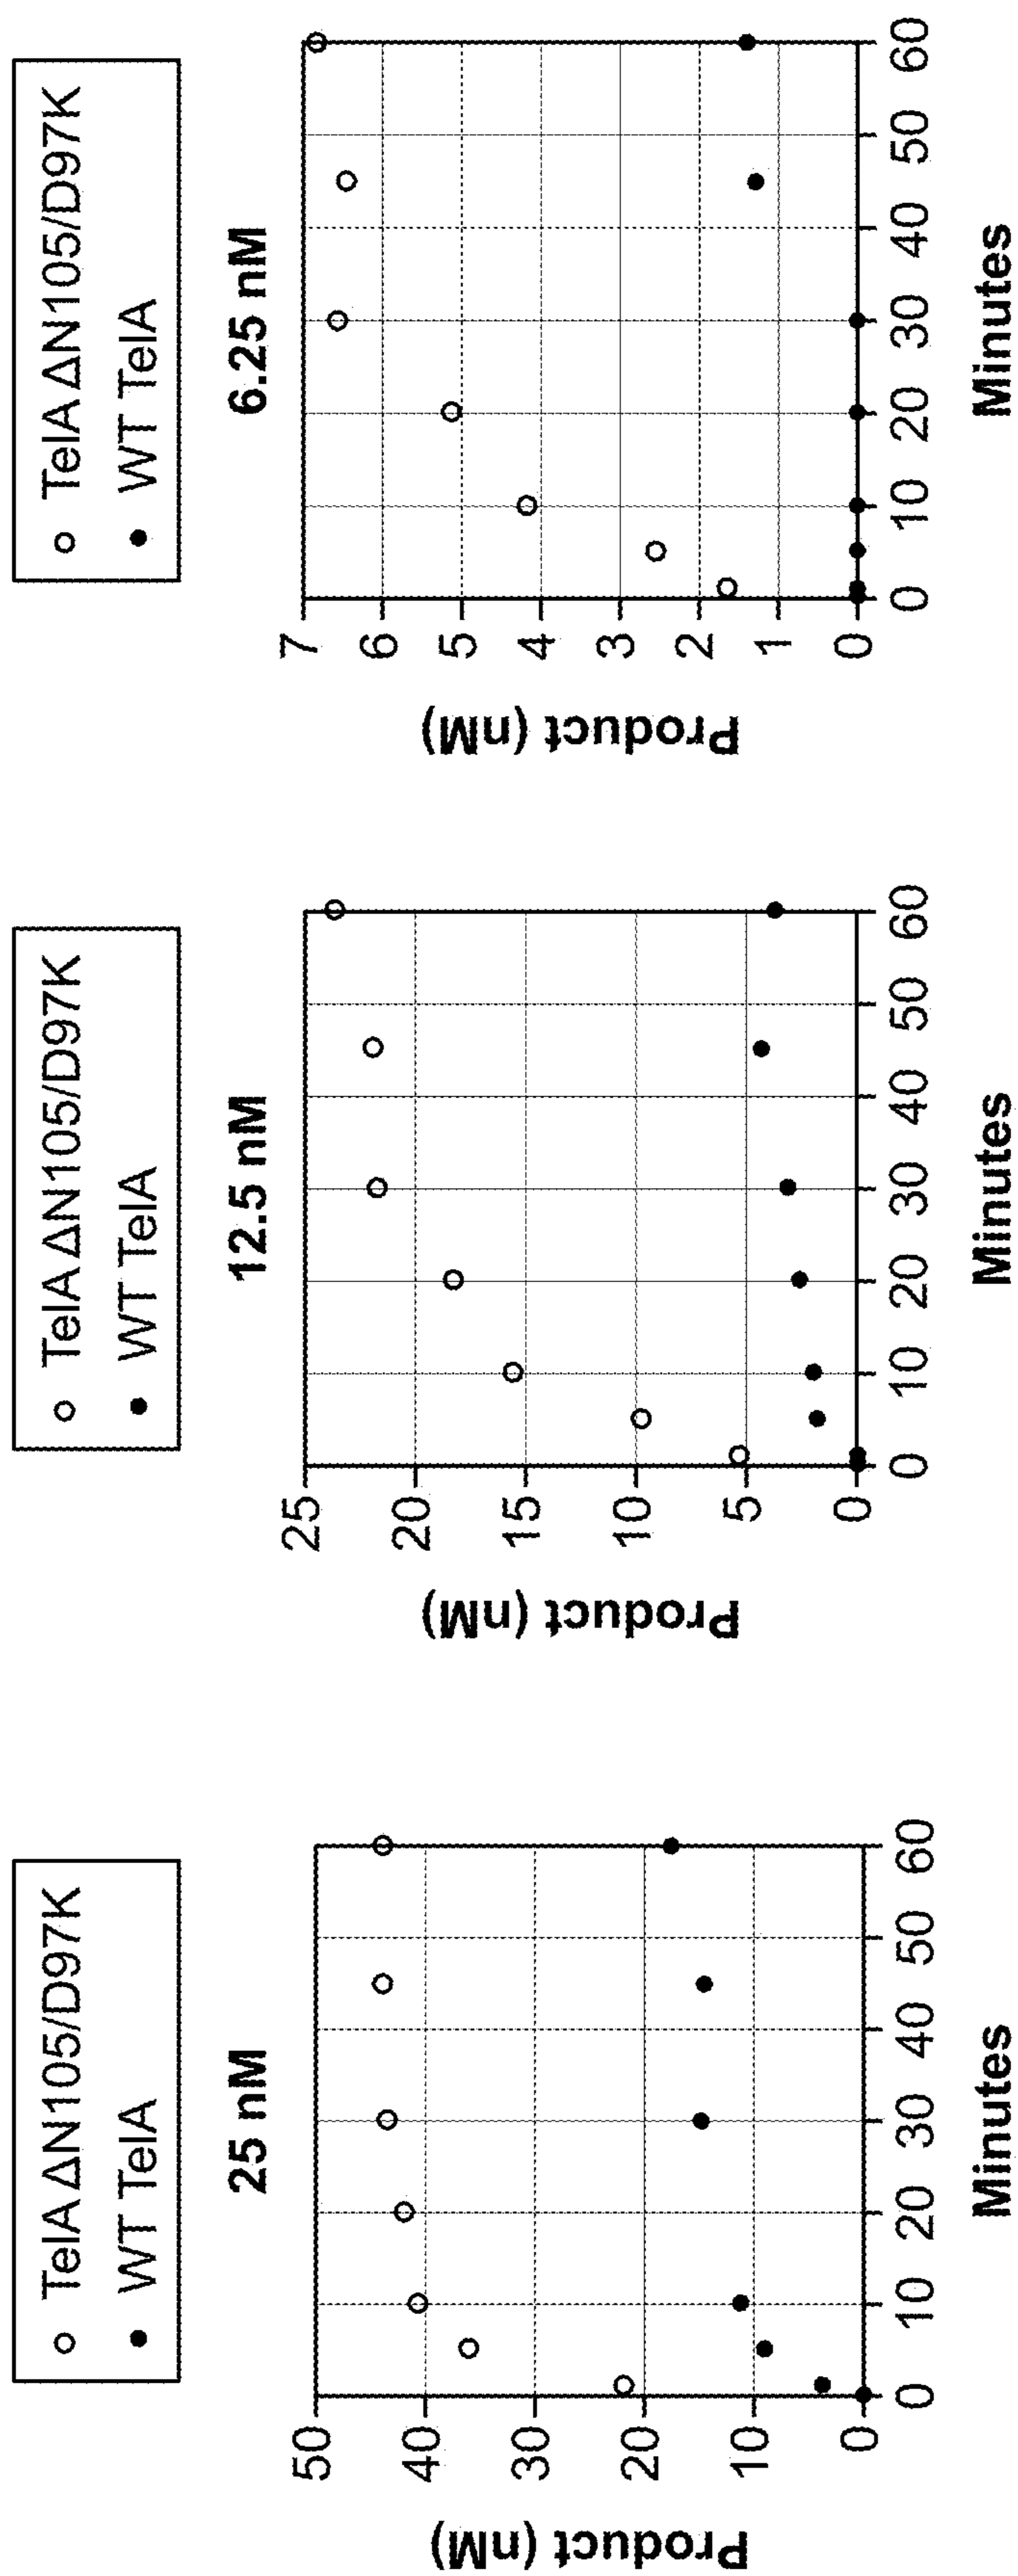 TelA ΔN105/D97K
WT TelA
25 nM
Product (nM)
50
40
30
20
10
0
0 10 20 30 40 50 60
Minutes
TelA ΔN105/D97K
WT TelA
12.5 nM
Product (nM)
25
20
15
10
5
0
0 10 20 30 40 50 60
Minutes
TelA ΔN105/D97K
WT TelA
6.25 nM
Product (nM)
7
6
5
4
3
2
1
0
0 10 20 30 40 50 60
Minutes